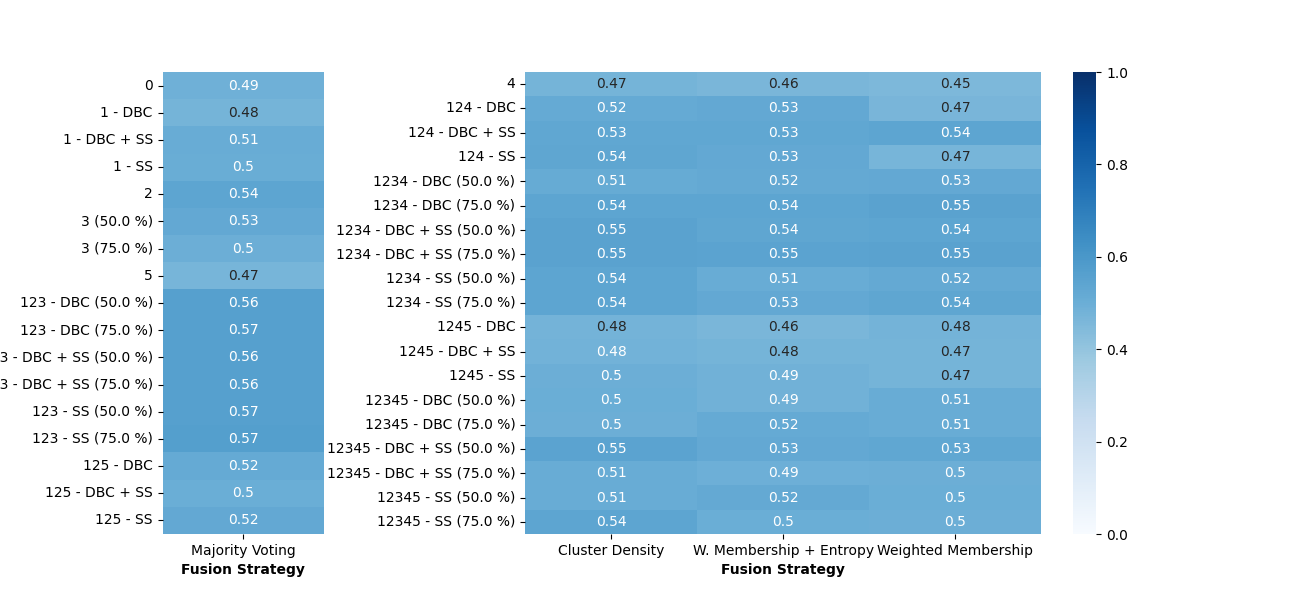 0 0.49
1 - DBC 0.48
1 - DBC + SS 0.51
1 - SS 0.5
2 0.54
3 (50.0 %) 0.53
3 (75.0 %) 0.5
5 0.47
123 - DBC (50.0 %) 0.56
123 - DBC (75.0 %) 0.57
3 - DBC + SS (50.0 %) 0.56
3 - DBC + SS (75.0 %) 0.56
123 - SS (50.0 %) 0.57
123 - SS (75.0 %) 0.57
125 - DBC 0.52
125 - DBC + SS 0.5
125 - SS 0.52
Majority Voting
Fusion Strategy
4 0.47 0.46 0.45
124 - DBC 0.52 0.53 0.47
124 - DBC + SS 0.53 0.53 0.54
124 - SS 0.54 0.53 0.47
1234 - DBC (50.0 %) 0.51 0.52 0.53
1234 - DBC (75.0 %) 0.54 0.54 0.55
1234 - DBC + SS (50.0 %) 0.55 0.54 0.54
1234 - DBC + SS (75.0 %) 0.55 0.55 0.55
1234 - SS (50.0 %) 0.54 0.51 0.52
1234 - SS (75.0 %) 0.54 0.53 0.54
1245 - DBC 0.48 0.46 0.48
1245 - DBC + SS 0.48 0.48 0.47
1245 - SS 0.5 0.49 0.47
12345 - DBC (50.0 %) 0.5 0.49 0.51
12345 - DBC (75.0 %) 0.5 0.52 0.51
12345 - DBC + SS (50.0 %) 0.55 0.53 0.53
12345 - DBC + SS (75.0 %) 0.51 0.49 0.5
12345 - SS (50.0 %) 0.51 0.52 0.5
12345 - SS (75.0 %) 0.54 0.5 0.5
Cluster Density W. Membership + Entropy Weighted Membership
Fusion Strategy
1.0
0.8
0.6
0.4
0.2
0.0